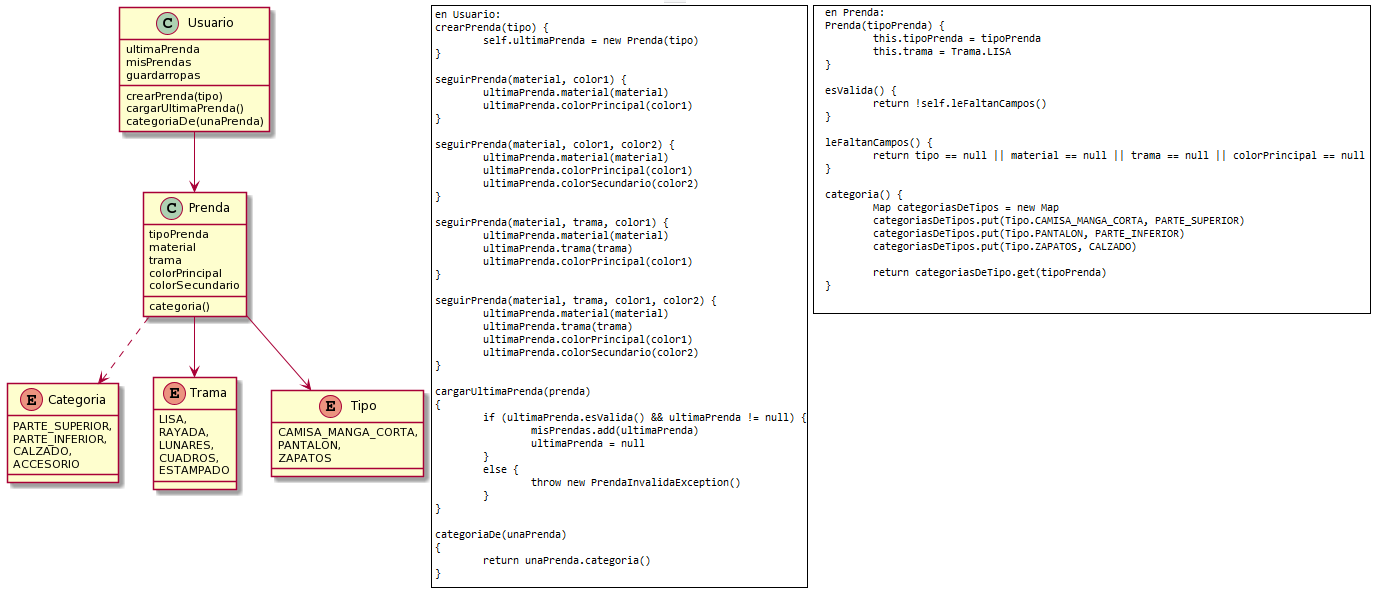 C Usuario
ultimaPrenda
misPrendas
guardarropas
crearPrenda(tipo)
cargarUltimaPrenda()
categoriaDe(unaPrenda)
C Prenda
tipoPrenda
material
trama
colorPrincipal
colorSecundario
categoria()
E Categoria
PARTE_SUPERIOR,
PARTE_INFERIOR,
CALZADO,
ACCESORIO
E Trama
LISA,
RAYADA,
LUNARES,
CUADROS,
ESTAMPADO
E Tipo
CAMISA_MANGA_CORTA,
PANTALON,
ZAPATOS
en Usuario:
crearPrenda(tipo) {
self.ultimaPrenda = new Prenda(tipo)
}
seguirPrenda(material, color1) {
ultimaPrenda.material(material)
ultimaPrenda.colorPrincipal(color1)
}
seguirPrenda(material, color1, color2) {
ultimaPrenda.material(material)
ultimaPrenda.colorPrincipal(color1)
ultimaPrenda.colorSecundario(color2)
}
seguirPrenda(material, trama, color1) {
ultimaPrenda.material(material)
ultimaPrenda.trama(trama)
ultimaPrenda.colorPrincipal(color1)
}
seguirPrenda(material, trama, color1, color2) {
ultimaPrenda.material(material)
ultimaPrenda.trama(trama)
ultimaPrenda.colorPrincipal(color1)
ultimaPrenda.colorSecundario(color2)
}
cargarUltimaPrenda(prenda)
{
if (ultimaPrenda.esValida() && ultimaPrenda != null) {
misPrendas.add(ultimaPrenda)
ultimaPrenda = null
}
else {
throw new PrendaInvalidaException()
}
}
categoriaDe(unaPrenda)
{
return unaPrenda.categoria()
}
en Prenda:
Prenda(tipoPrenda) {
this.tipoPrenda = tipoPrenda
this.trama = Trama.LISA
}
esValida() {
return !self.leFaltanCampos()
}
leFaltanCampos() {
return tipo == null || material == null || trama == null || colorPrincipal == null
}
categoria() {
Map categoriasDeTipos = new Map
categoriasDeTipos.put(Tipo.CAMISA_MANGA_CORTA, PARTE_SUPERIOR)
categoriasDeTipos.put(Tipo.PANTALON, PARTE_INFERIOR)
categoriasDeTipos.put(Tipo.ZAPATOS, CALZADO)
return categoriasDeTipo.get(tipoPrenda)
}